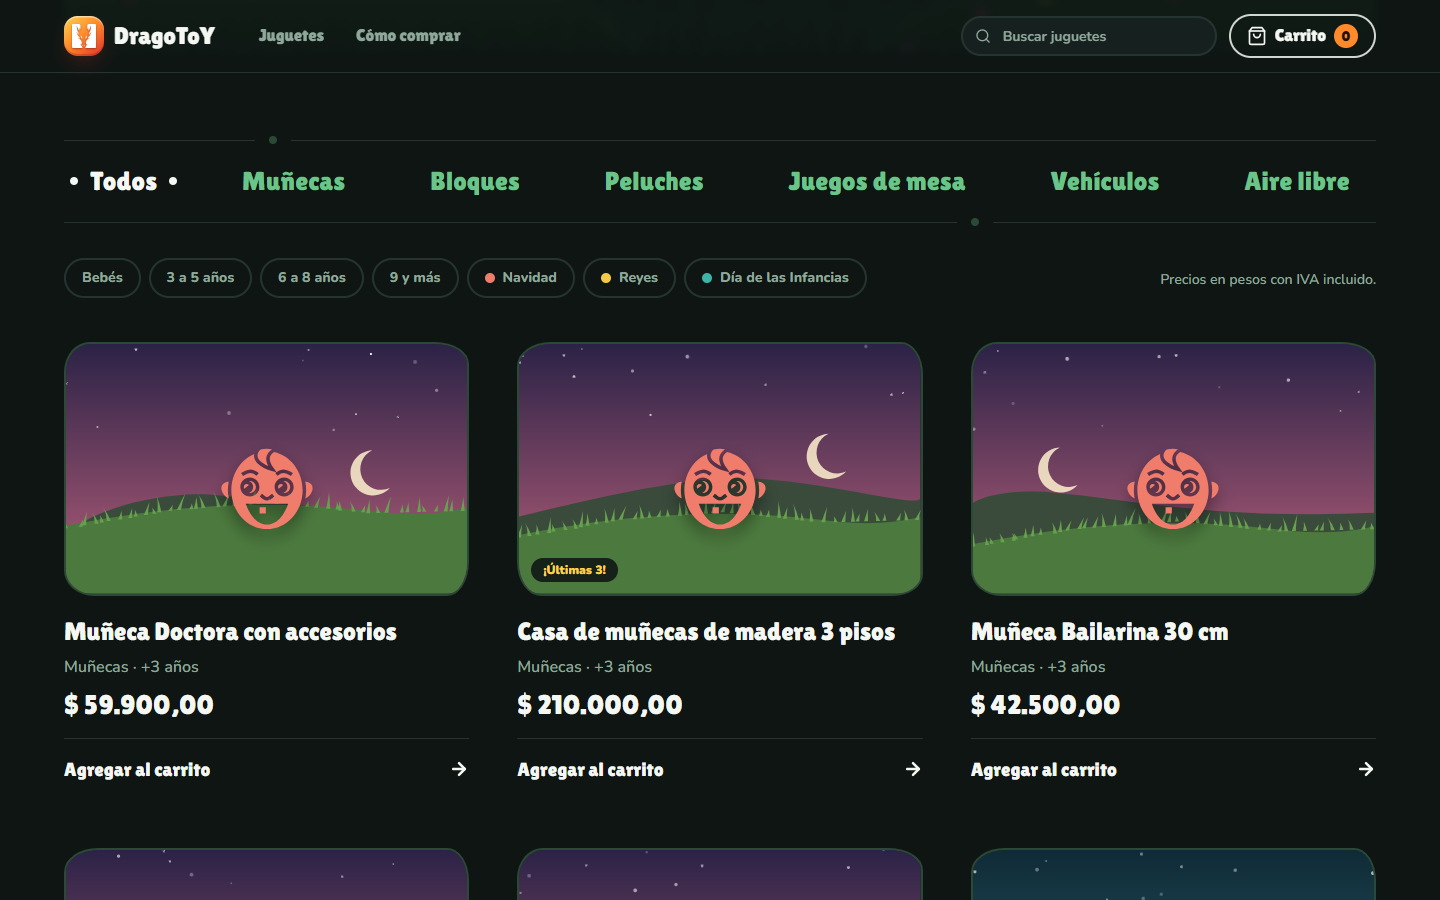 DragoToY
Juguetes
Cómo comprar
Buscar juguetes
Carrito 0
Todos
Muñecas
Bloques
Peluches
Juegos de mesa
Vehículos
Aire libre
Bebés
3 a 5 años
6 a 8 años
9 y más
Navidad
Reyes
Día de las Infancias
Precios en pesos con IVA incluido.
¡Últimas 3!
Muñeca Doctora con accesorios
Muñecas · +3 años
$ 59.900,00
Agregar al carrito
Casa de muñecas de madera 3 pisos
Muñecas · +3 años
$ 210.000,00
Agregar al carrito
Muñeca Bailarina 30 cm
Muñecas · +3 años
$ 42.500,00
Agregar al carrito